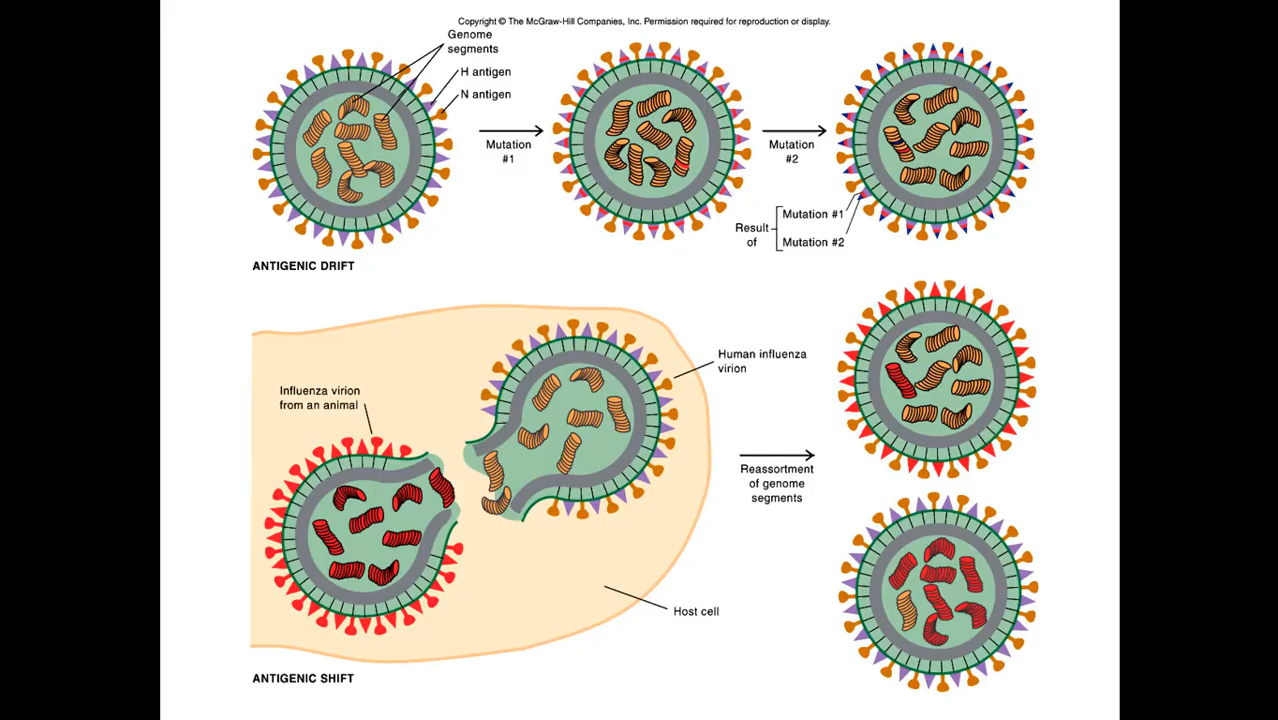 Copyright © The McGraw-Hill Companies, Inc. Permission required for reproduction or display.
Genome
segments
H antigen
N antigen
Mutation
#1
Mutation
#2
Result
of
Mutation #1
Mutation #2
ANTIGENIC DRIFT
Influenza virion
from an animal
Human influenza
virion
Reassortment
of genome
segments
Host cell
ANTIGENIC SHIFT